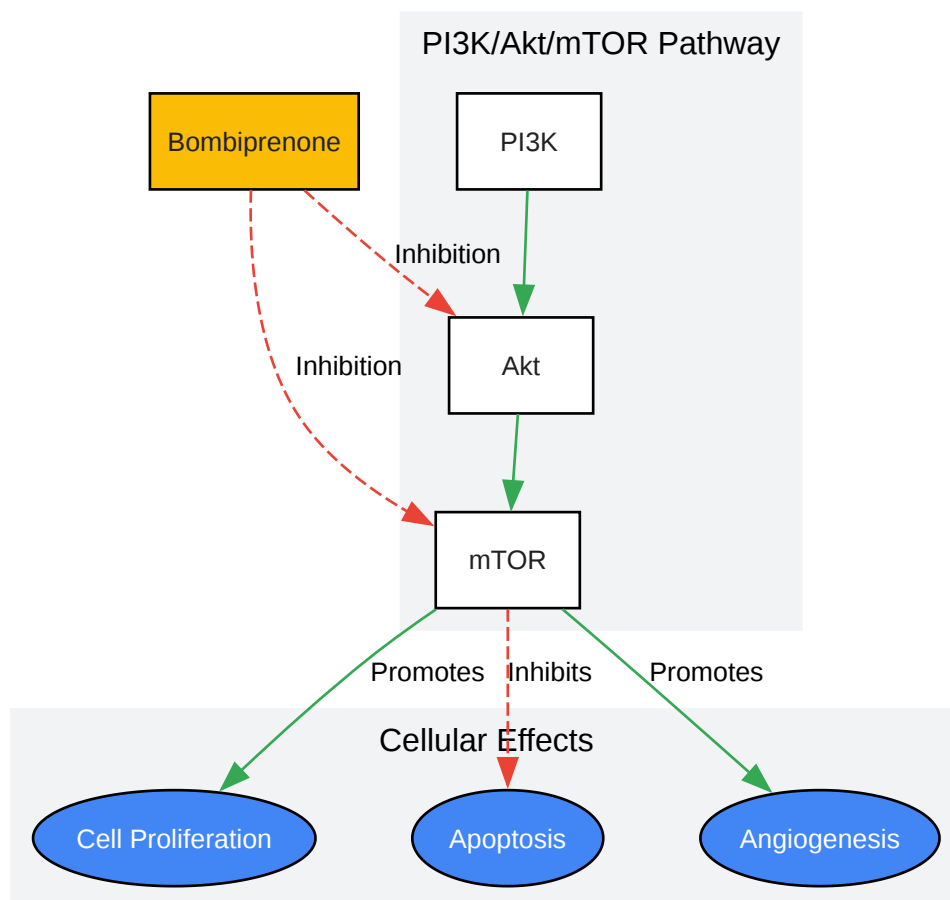 PI3K/Akt/mTOR Pathway
Bombiprenone
PI3K
Inhibition
Inhibition
Akt
mTOR
Promotes
Inhibits
Promotes
Cellular Effects
Cell Proliferation
Apoptosis
Angiogenesis